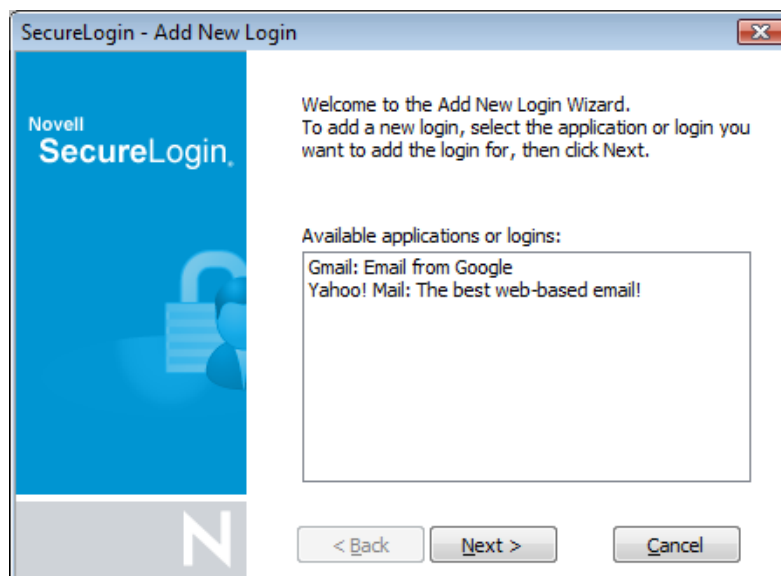 SecureLogin - Add New Login
Novell
SecureLogin®
Welcome to the Add New Login Wizard.
To add a new login, select the application or login you
want to add the login for, then click Next.
Available applications or logins:
Gmail: Email from Google
Yahoo! Mail: The best web-based email!
N
< Back
Next >
Cancel